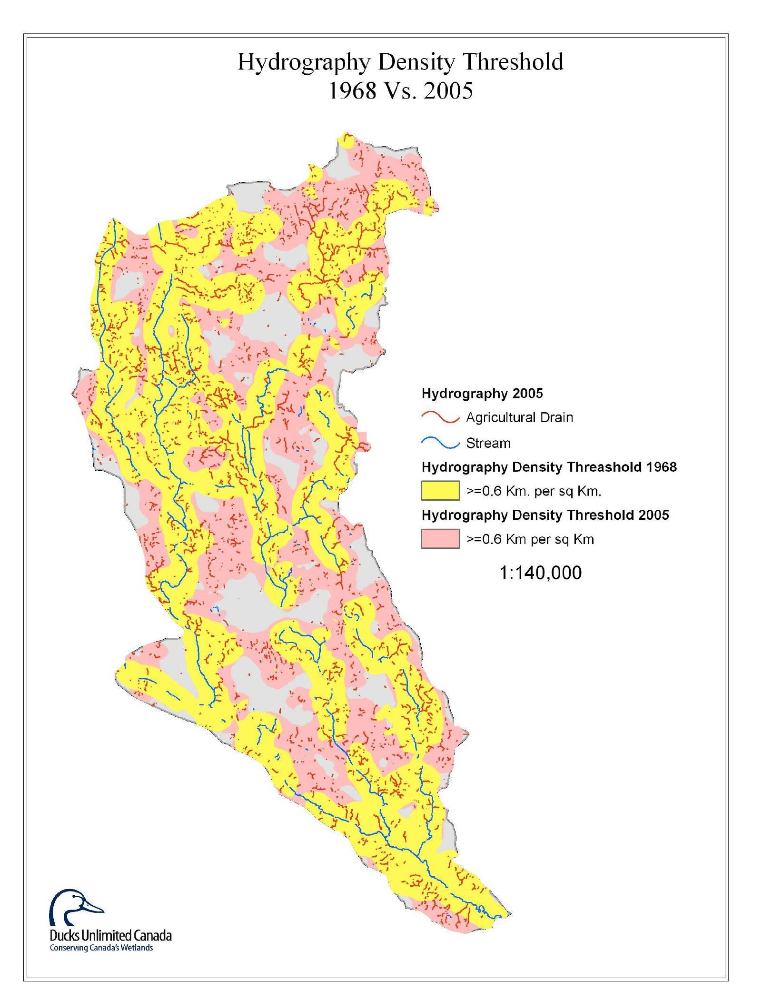 Hydrography Density Threshold
1968 Vs. 2005
Hydrography 2005
Agricultural Drain
Stream
Hydrography Density Threashold 1968
>=0.6 Km. per sq Km.
Hydrography Density Threshold 2005
>=0.6 Km per sq Km
1:140,000
Ducks Unlimited Canada
Conserving Canada's Wetlands